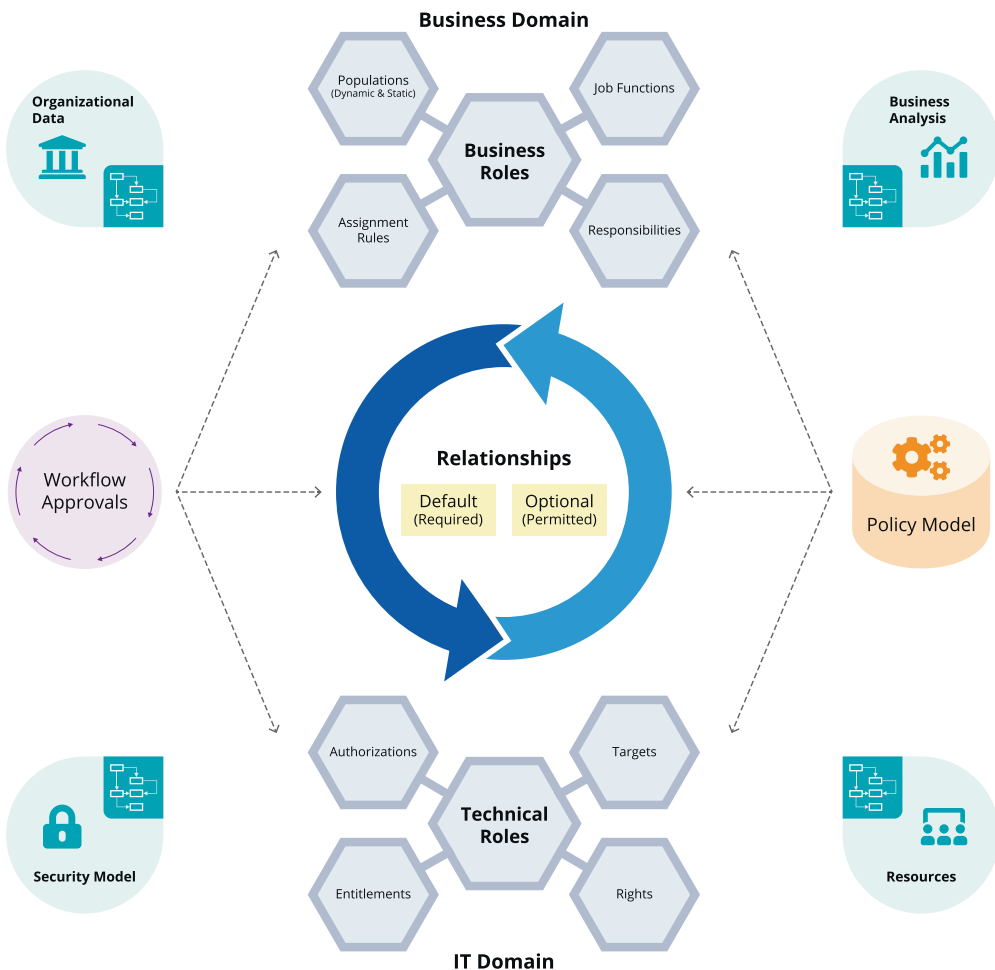 Business Domain
Populations
(Dynamic & Static)
Job Functions
Business
Roles
Assignment
Rules
Responsibilities
Organizational
Data
Business
Analysis
Workflow
Approvals
Relationships
Default
(Required)
Optional
(Permitted)
Policy Model
Authorizations
Targets
Technical
Roles
Entitlements
Rights
Security Model
Resources
IT Domain